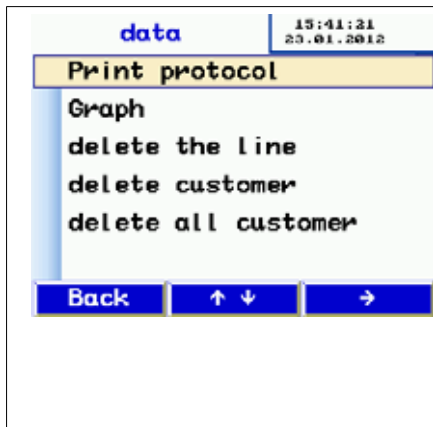 data
15:41:21
23.01.2012
Print protocol
Graph
delete the line
delete customer
delete all customer
Back ↑ ↓ →